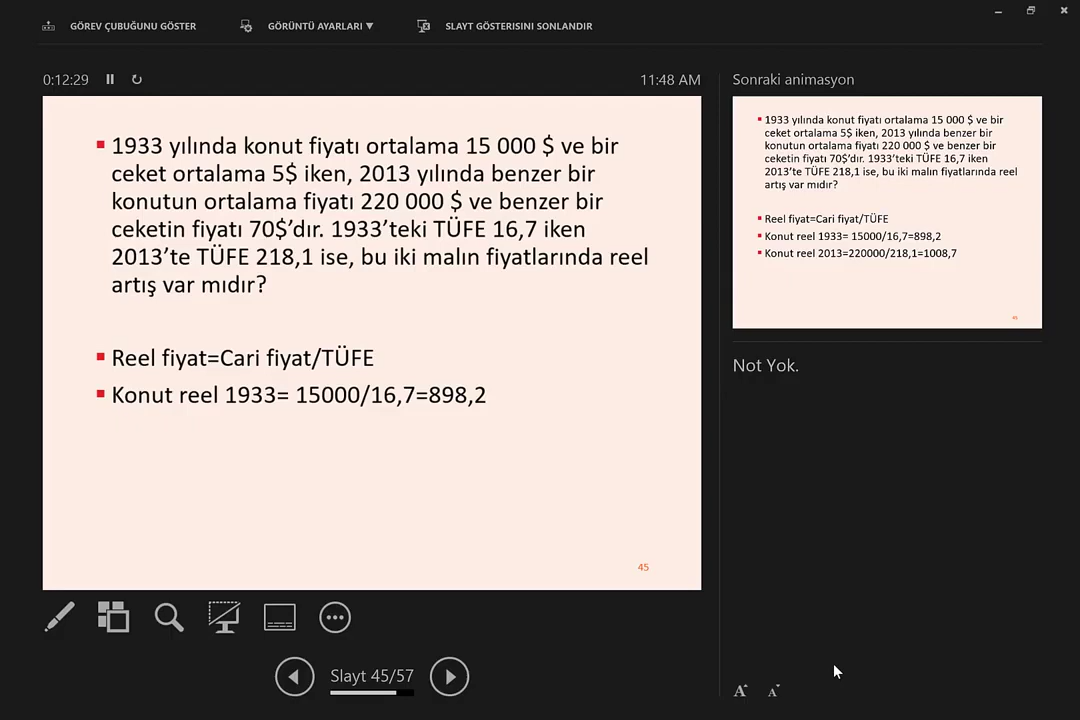 GÖREV ÇUBUĞUNU GÖSTER
GÖRÜNTÜ AYARLARI ▼
SLAYT GÖSTERISINI SONLANDIR
0:12:29
11:48 AM
▪ 1933 yılında konut fiyatı ortalama 15 000 $ ve bir
ceket ortalama 5$ iken, 2013 yılında benzer bir
konutun ortalama fiyatı 220 000 $ ve benzer bir
ceketin fiyatı 70$'dır. 1933'teki TÜFE 16,7 iken
2013'te TÜFE 218,1 ise, bu iki malın fiyatlarında reel
artış var mıdır?
▪ Reel fiyat=Cari fiyat/TÜFE
▪ Konut reel 1933= 15000/16,7=898,2
45
Slayt 45/57
Sonraki animasyon
▪ 1933 yılında konut fiyatı ortalama 15 000 $ ve bir
ceket ortalama 5$ iken, 2013 yılında benzer bir
konutun ortalama fiyatı 220 000 $ ve benzer bir
ceketin fiyatı 70$'dır. 1933'teki TÜFE 16,7 iken
2013'te TÜFE 218,1 ise, bu iki malın fiyatlarında reel
artış var mıdır?
▪ Reel fiyat=Cari fiyat/TÜFE
▪ Konut reel 1933= 15000/16,7=898,2
▪ Konut reel 2013=220000/218,1=1008,7
45
Not Yok.
A A